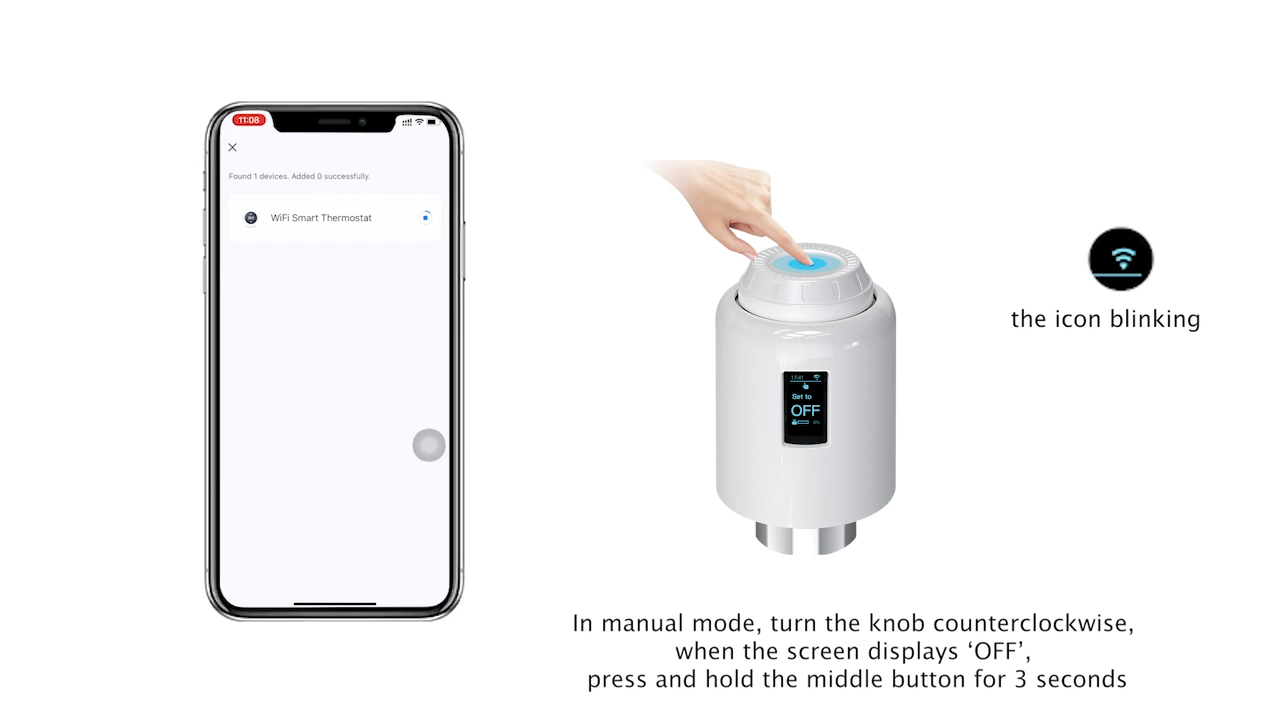 11:08
Found 1 devices. Added 0 successfully.
WiFi Smart Thermostat
Set to
OFF
the icon blinking
In manual mode, turn the knob counterclockwise,
when the screen displays ‘OFF’,
press and hold the middle button for 3 seconds